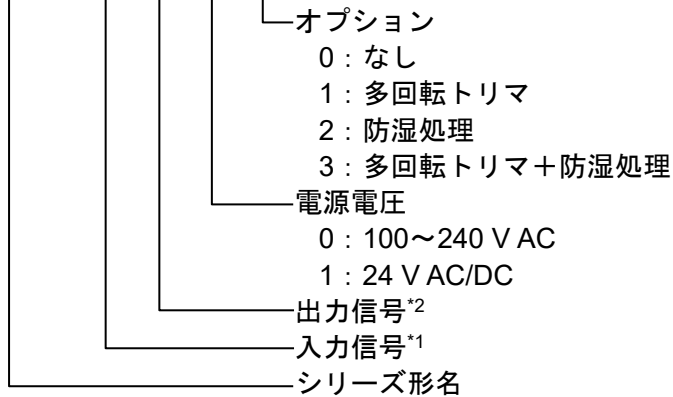 オプション
0：なし
1：多回転トリマ
2：防湿処理
3：多回転トリマ＋防湿処理
電源電圧
0：100～240 V AC
1：24 V AC/DC
出力信号*2
入力信号*1
シリーズ形名